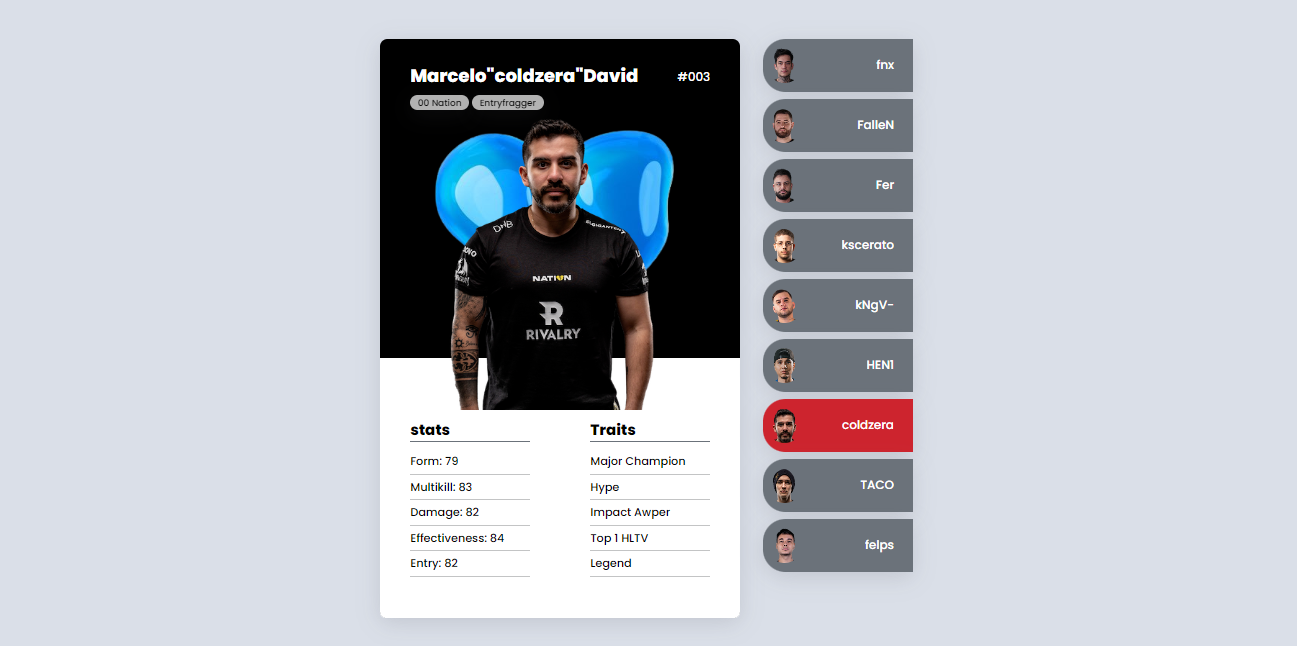 Marcelo"coldzera"David
#003
00 Nation
Entryfragger
DHB
NATION
RIVALRY
stats
Form: 79
Multikill: 83
Damage: 82
Effectiveness: 84
Entry: 82
Traits
Major Champion
Hype
Impact Awper
Top 1 HLTV
Legend
fnx
FalleN
Fer
kscerato
kNgV-
HEN1
coldzera
TACO
felps